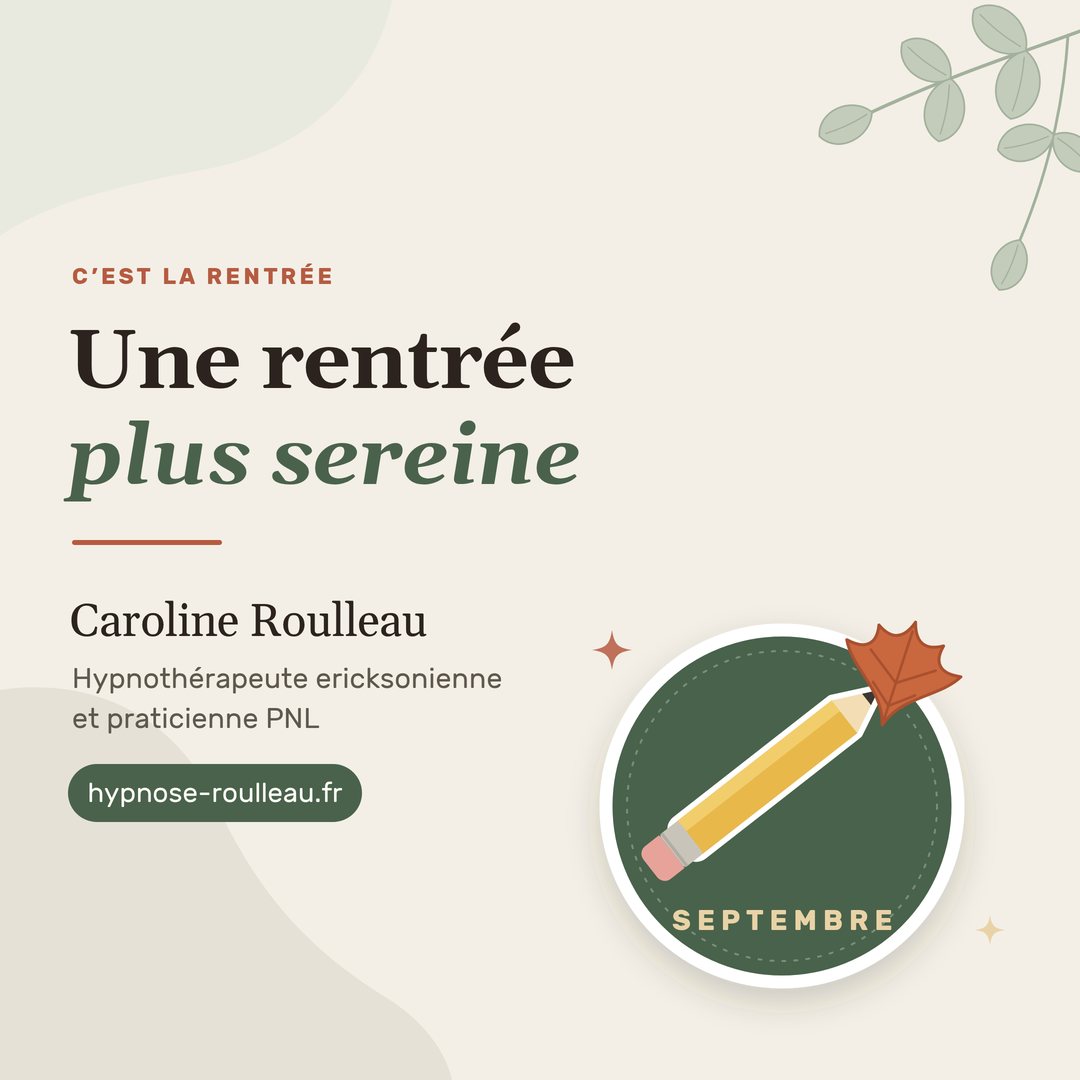 C’EST LA RENTRÉE
Une rentrée
plus sereine
Caroline Roulleau
Hypnothérapeute ericksonienne
et praticienne PNL
hypnose-roulleau.fr
SEPTEMBRE